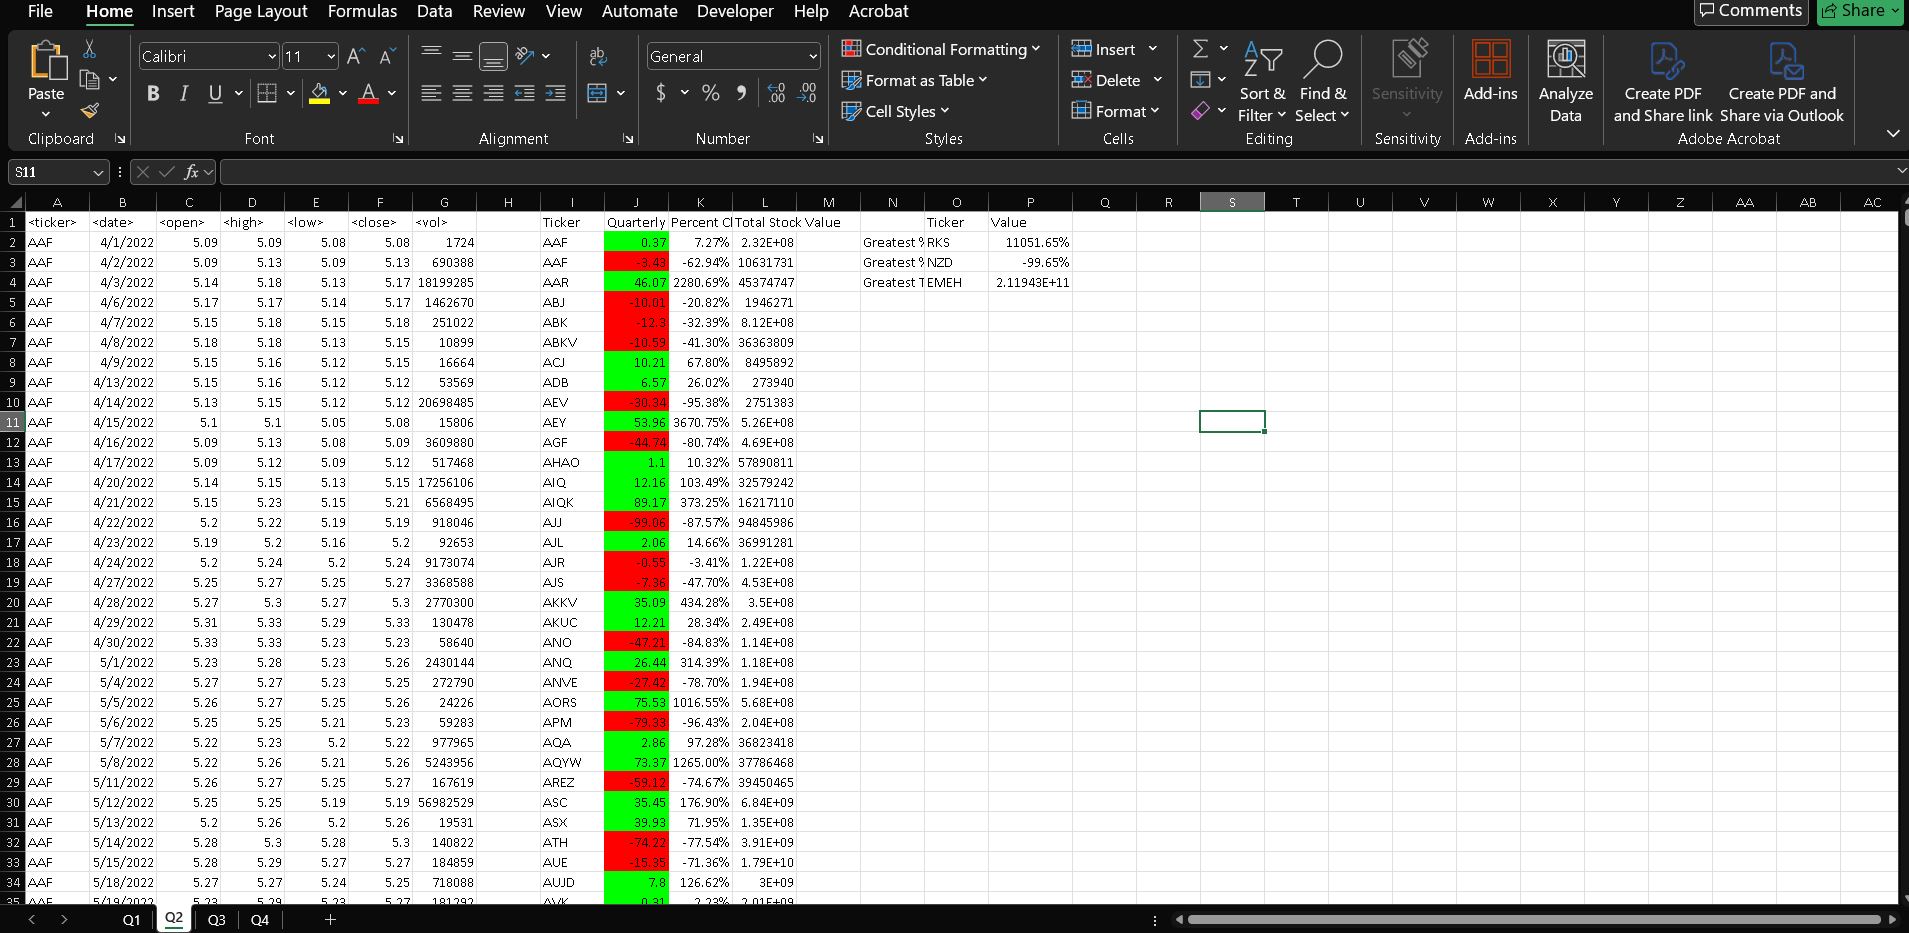 File Home Insert Page Layout Formulas Data Review View Automate Developer Help Acrobat Comments Share
Calibri 11 General Conditional Formatting Insert
Format as Table Delete
Paste B I U $ % Cell Styles Format Sort & Filter Find & Select Sensitivity Add-ins Analyze Data Create PDF and Share link Create PDF and Share via Outlook
Clipboard Font Alignment Number Styles Cells Editing Sensitivity Add-ins Adobe Acrobat
S11 fx
A B C D E F G H I J K L M N O P Q R S T U V W X Y Z AA AB AC
1 <ticker> <date> <open> <high> <low> <close> <vol> Ticker Quarterly Percent Cl Total Stock Value Ticker Value
2 AAF 4/1/2022 5.09 5.09 5.08 5.08 1724 AAF 0.37 7.27% 2.32E+08 Greatest % RKS 11051.65%
3 AAF 4/2/2022 5.09 5.13 5.09 5.13 690388 AAF -3.43 -62.94% 10631731 Greatest % NZD -99.65%
4 AAF 4/3/2022 5.14 5.18 5.13 5.17 18199285 AAR 46.07 2280.69% 45374747 Greatest T EMEH 2.11943E+11
5 AAF 4/6/2022 5.17 5.17 5.14 5.17 1462670 ABJ -10.01 -20.82% 1946271
6 AAF 4/7/2022 5.15 5.18 5.15 5.18 251022 ABK -12.3 -32.39% 8.12E+08
7 AAF 4/8/2022 5.18 5.18 5.13 5.15 10899 ABKV -10.59 -41.30% 36363809
8 AAF 4/9/2022 5.15 5.16 5.12 5.12 16664 ACJ 10.21 67.80% 8495892
9 AAF 4/13/2022 5.15 5.16 5.12 5.12 53569 ADB 6.57 26.02% 273940
10 AAF 4/14/2022 5.13 5.15 5.12 5.12 20698485 AEV -30.34 -95.38% 2751383
11 AAF 4/15/2022 5.1 5.1 5.05 5.08 15806 AEY 53.96 3670.75% 5.26E+08
12 AAF 4/16/2022 5.09 5.13 5.08 5.09 3609880 AGF -44.74 -80.74% 4.69E+08
13 AAF 4/17/2022 5.09 5.12 5.09 5.12 517468 AHAO 1.1 10.32% 57890811
14 AAF 4/20/2022 5.14 5.15 5.13 5.15 17256106 AIQ 12.16 103.49% 32579242
15 AAF 4/21/2022 5.15 5.23 5.15 5.21 6568495 AIQK 89.17 373.25% 16217110
16 AAF 4/22/2022 5.2 5.22 5.19 5.19 918046 AJJ -99.06 -87.57% 94845986
17 AAF 4/23/2022 5.19 5.2 5.16 5.2 92653 AJL 2.06 14.66% 36991281
18 AAF 4/24/2022 5.2 5.24 5.2 5.24 9173074 AJR -0.55 -3.41% 1.22E+08
19 AAF 4/27/2022 5.25 5.27 5.25 5.27 3368588 AJS -7.36 -47.70% 4.53E+08
20 AAF 4/28/2022 5.27 5.3 5.27 5.3 2770300 AKKV 35.09 434.28% 3.5E+08
21 AAF 4/29/2022 5.31 5.33 5.29 5.33 130478 AKUC 12.21 28.34% 2.49E+08
22 AAF 4/30/2022 5.33 5.33 5.23 5.23 58640 ANO -47.21 -84.83% 1.14E+08
23 AAF 5/1/2022 5.23 5.28 5.23 5.26 2430144 ANQ 26.44 314.39% 1.18E+08
24 AAF 5/4/2022 5.27 5.27 5.23 5.25 272790 ANVE -27.42 -78.70% 1.94E+08
25 AAF 5/5/2022 5.26 5.27 5.25 5.26 24226 AORS 75.53 1016.55% 5.68E+08
26 AAF 5/6/2022 5.25 5.25 5.21 5.23 59283 APM -79.33 -96.43% 2.04E+08
27 AAF 5/7/2022 5.22 5.23 5.2 5.22 977965 AQA 2.86 97.28% 36823418
28 AAF 5/8/2022 5.22 5.26 5.21 5.26 5243956 AQYW 73.37 1265.00% 37786468
29 AAF 5/11/2022 5.26 5.27 5.25 5.27 167619 AREZ -59.12 -74.67% 39450465
30 AAF 5/12/2022 5.25 5.25 5.19 5.19 56982529 ASC 35.45 176.90% 6.84E+09
31 AAF 5/13/2022 5.2 5.26 5.2 5.26 19531 ASX 39.93 71.95% 1.35E+08
32 AAF 5/14/2022 5.28 5.3 5.28 5.3 140822 ATH -74.22 -77.54% 3.91E+09
33 AAF 5/15/2022 5.28 5.29 5.27 5.27 184859 AUE -15.35 -71.36% 1.79E+10
34 AAF 5/18/2022 5.27 5.27 5.24 5.25 718088 AUJD 7.8 126.62% 3E+09
35 AAF 5/19/2022 5.23 5.29 5.23 5.27 181292 AVK 0.31 2.23% 2.01E+09
Q1 Q2 Q3 Q4